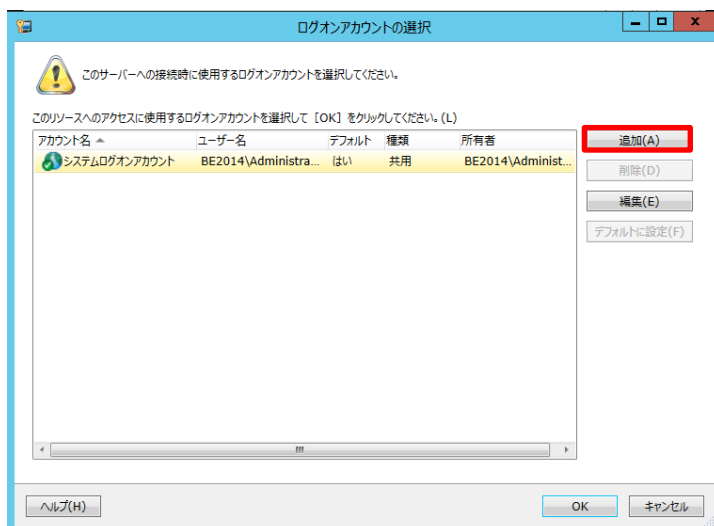 ログオンアカウントの選択
このサーバーへの接続時に使用するログオンアカウントを選択してください。
このリソースへのアクセスに使用するログオンアカウントを選択して [OK] をクリックしてください。(L)
アカウント名 ユーザー名 デフォルト 種類 所有者
システムログオンアカウント BE2014\Administra... はい 共用 BE2014\Administ...
追加(A)
削除(D)
編集(E)
デフォルトに設定(F)
ヘルプ(H) OK キャンセル